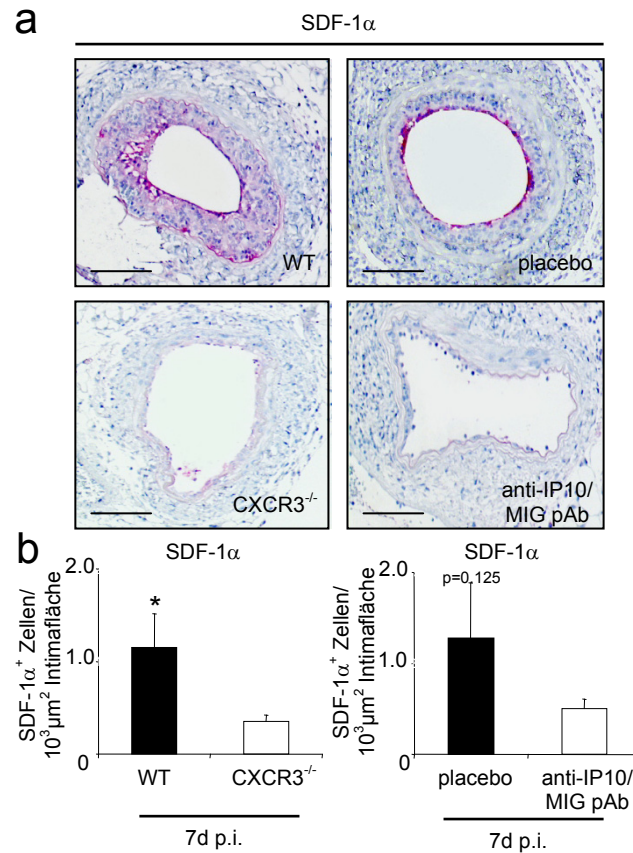 a
SDF-1α
WT
placebo
CXCR3-/-
anti-IP10/
MIG pAb
b
SDF-1α
SDF-1α+ Zellen/
10³µm² Intimafläche
2.0
1.0
0
*
WT
CXCR3-/-
7d p.i.
SDF-1α
SDF-1α+ Zellen/
10³µm² Intimafläche
2.0
1.0
0
p=0,125
placebo
anti-IP10/
MIG pAb
7d p.i.